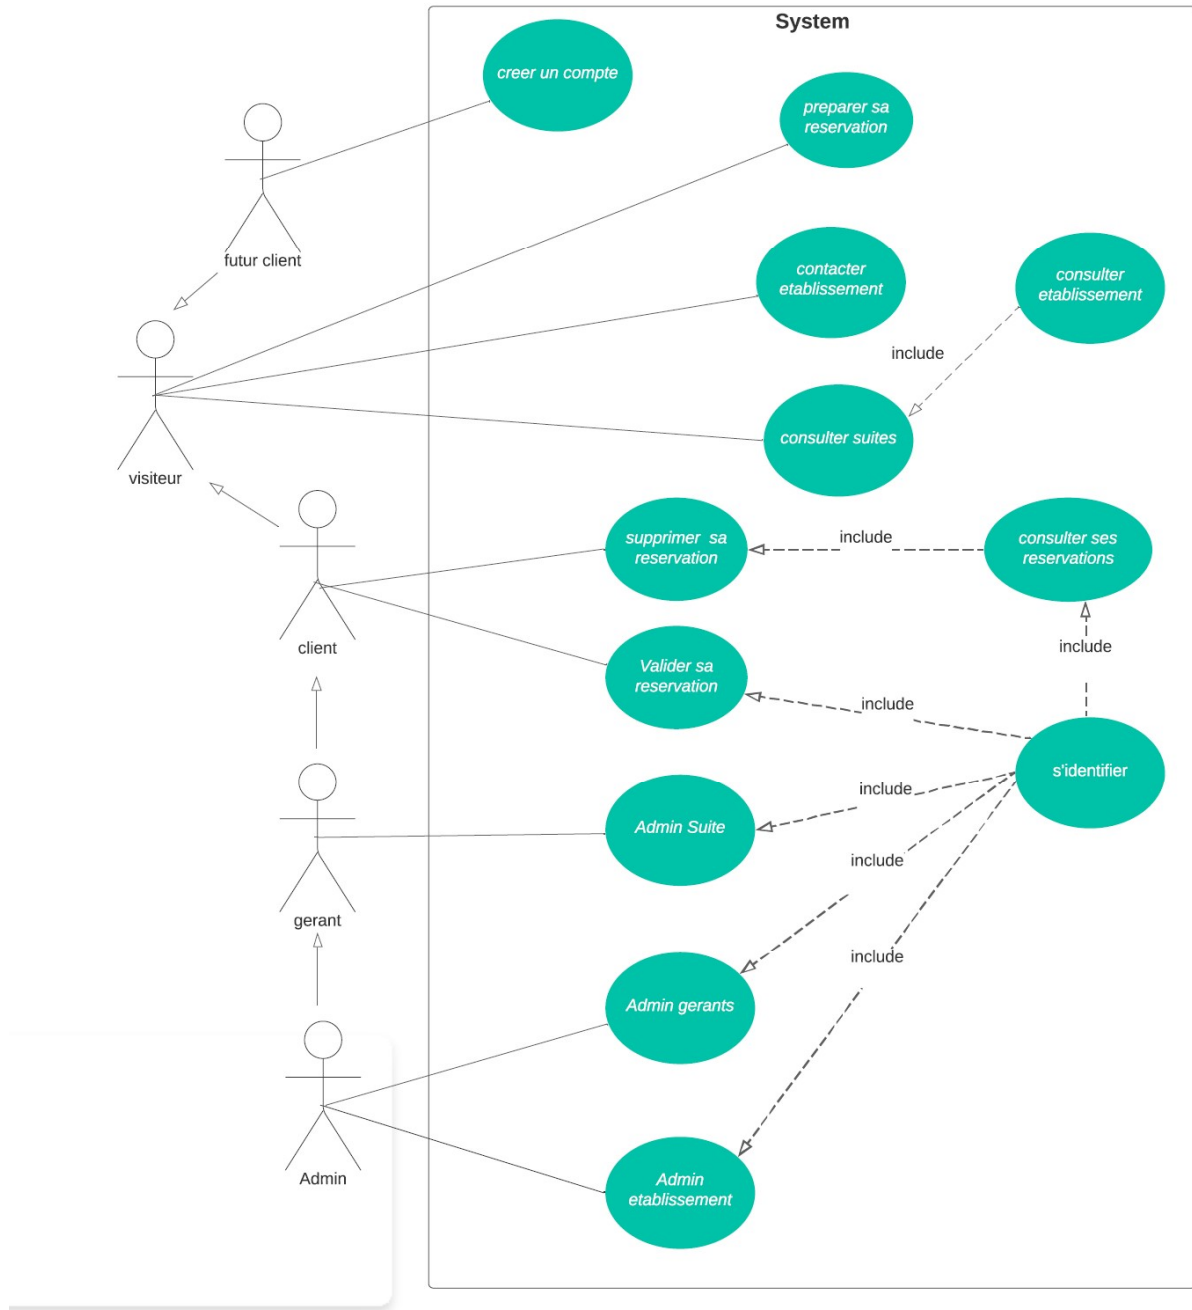 System
creer un compte
preparer sa
reservation
futur client
contacter
etablissement
consulter
etablissement
include
consulter suites
visiteur
supprimer sa
reservation
include
consulter ses
reservations
client
include
Valider sa
reservation
include
s'identifier
include
Admin Suite
include
gerant
include
Admin gerants
Admin
Admin
etablissement